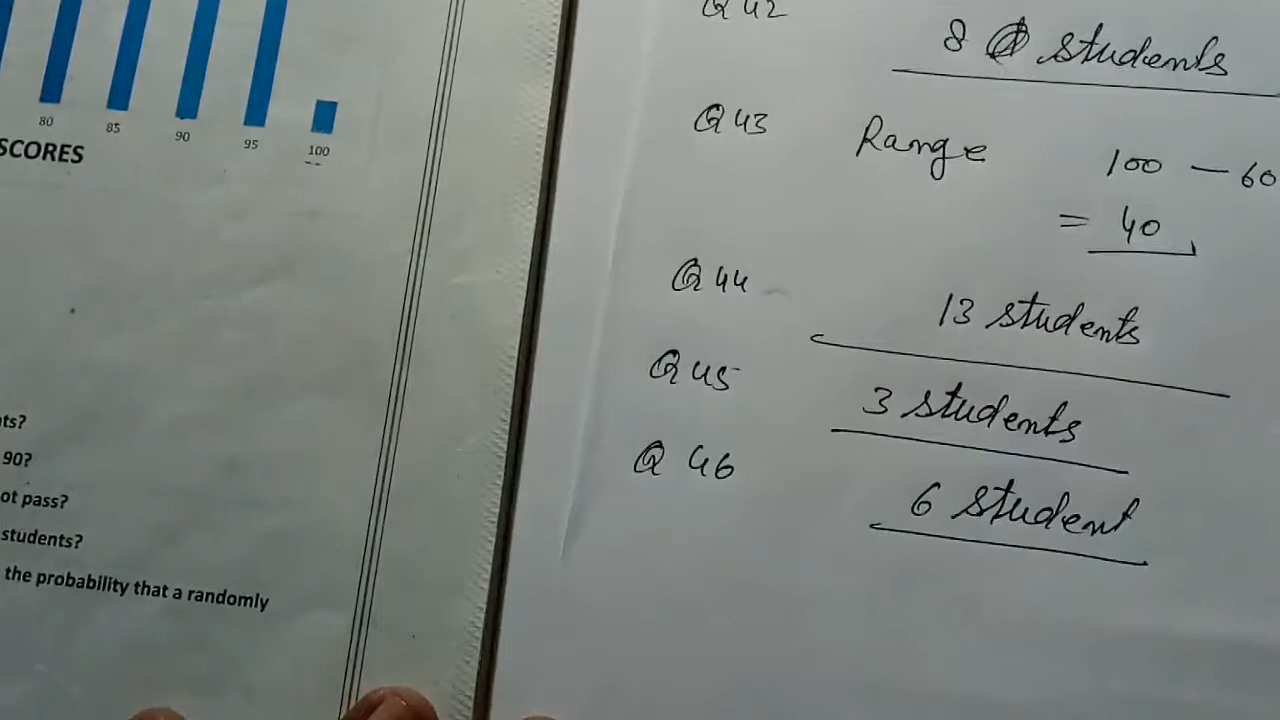 80 85 90 95 100
SCORES
nts?
90?
ot pass?
students?
the probability that a randomly
Q 42
8 students
Q 43 Range 100 — 60
= 40
Q 44 13 students
Q 45 3 students
Q 46 6 student